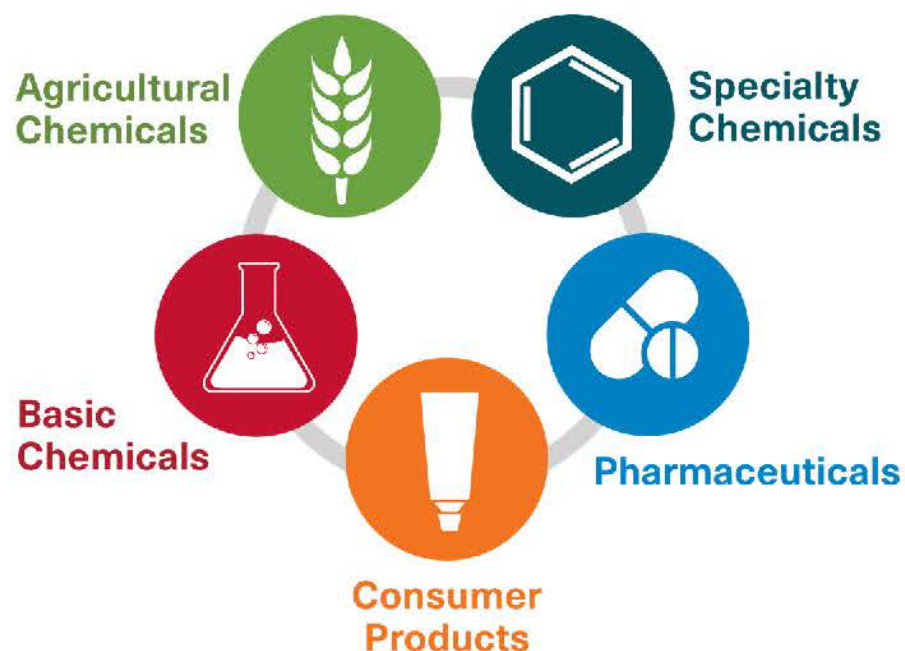 Agricultural
Chemicals
Specialty
Chemicals
Basic
Chemicals
Pharmaceuticals
Consumer
Products